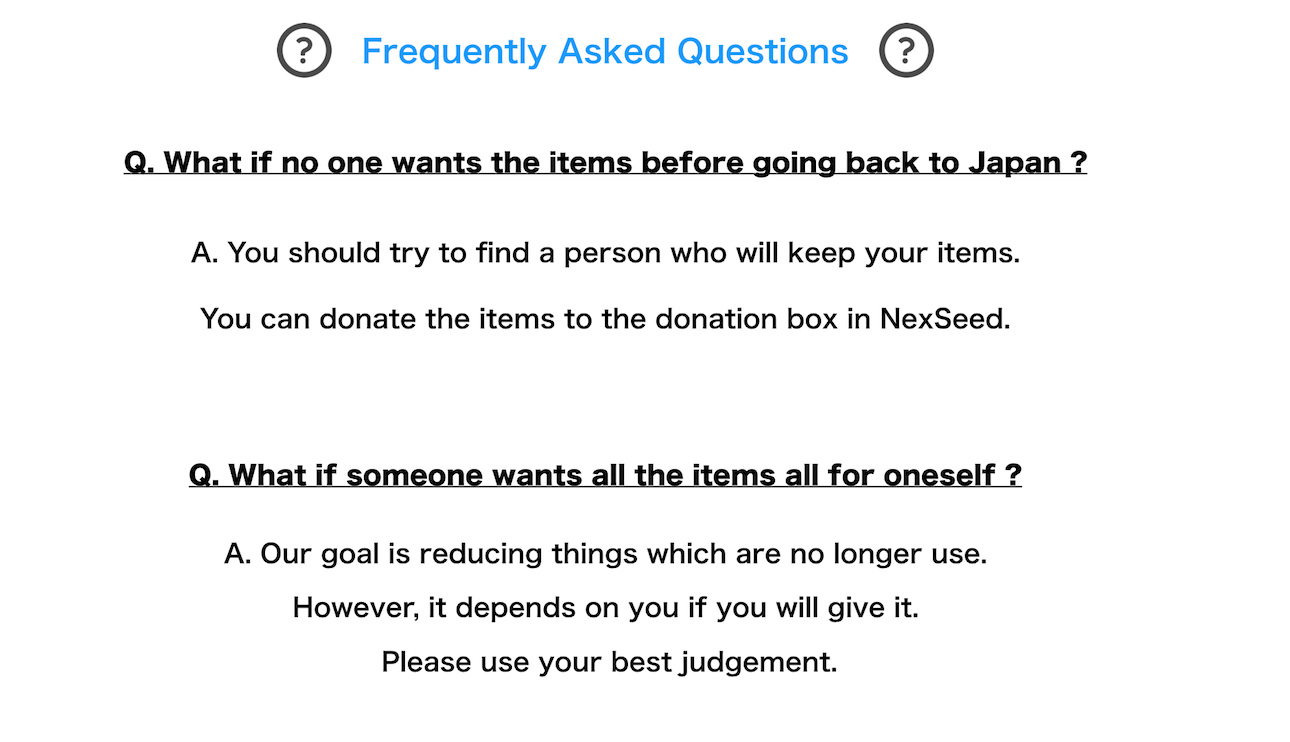 Frequently Asked Questions
Q. What if no one wants the items before going back to Japan ?
A. You should try to find a person who will keep your items.
You can donate the items to the donation box in NexSeed.
Q. What if someone wants all the items all for oneself ?
A. Our goal is reducing things which are no longer use.
However, it depends on you if you will give it.
Please use your best judgement.